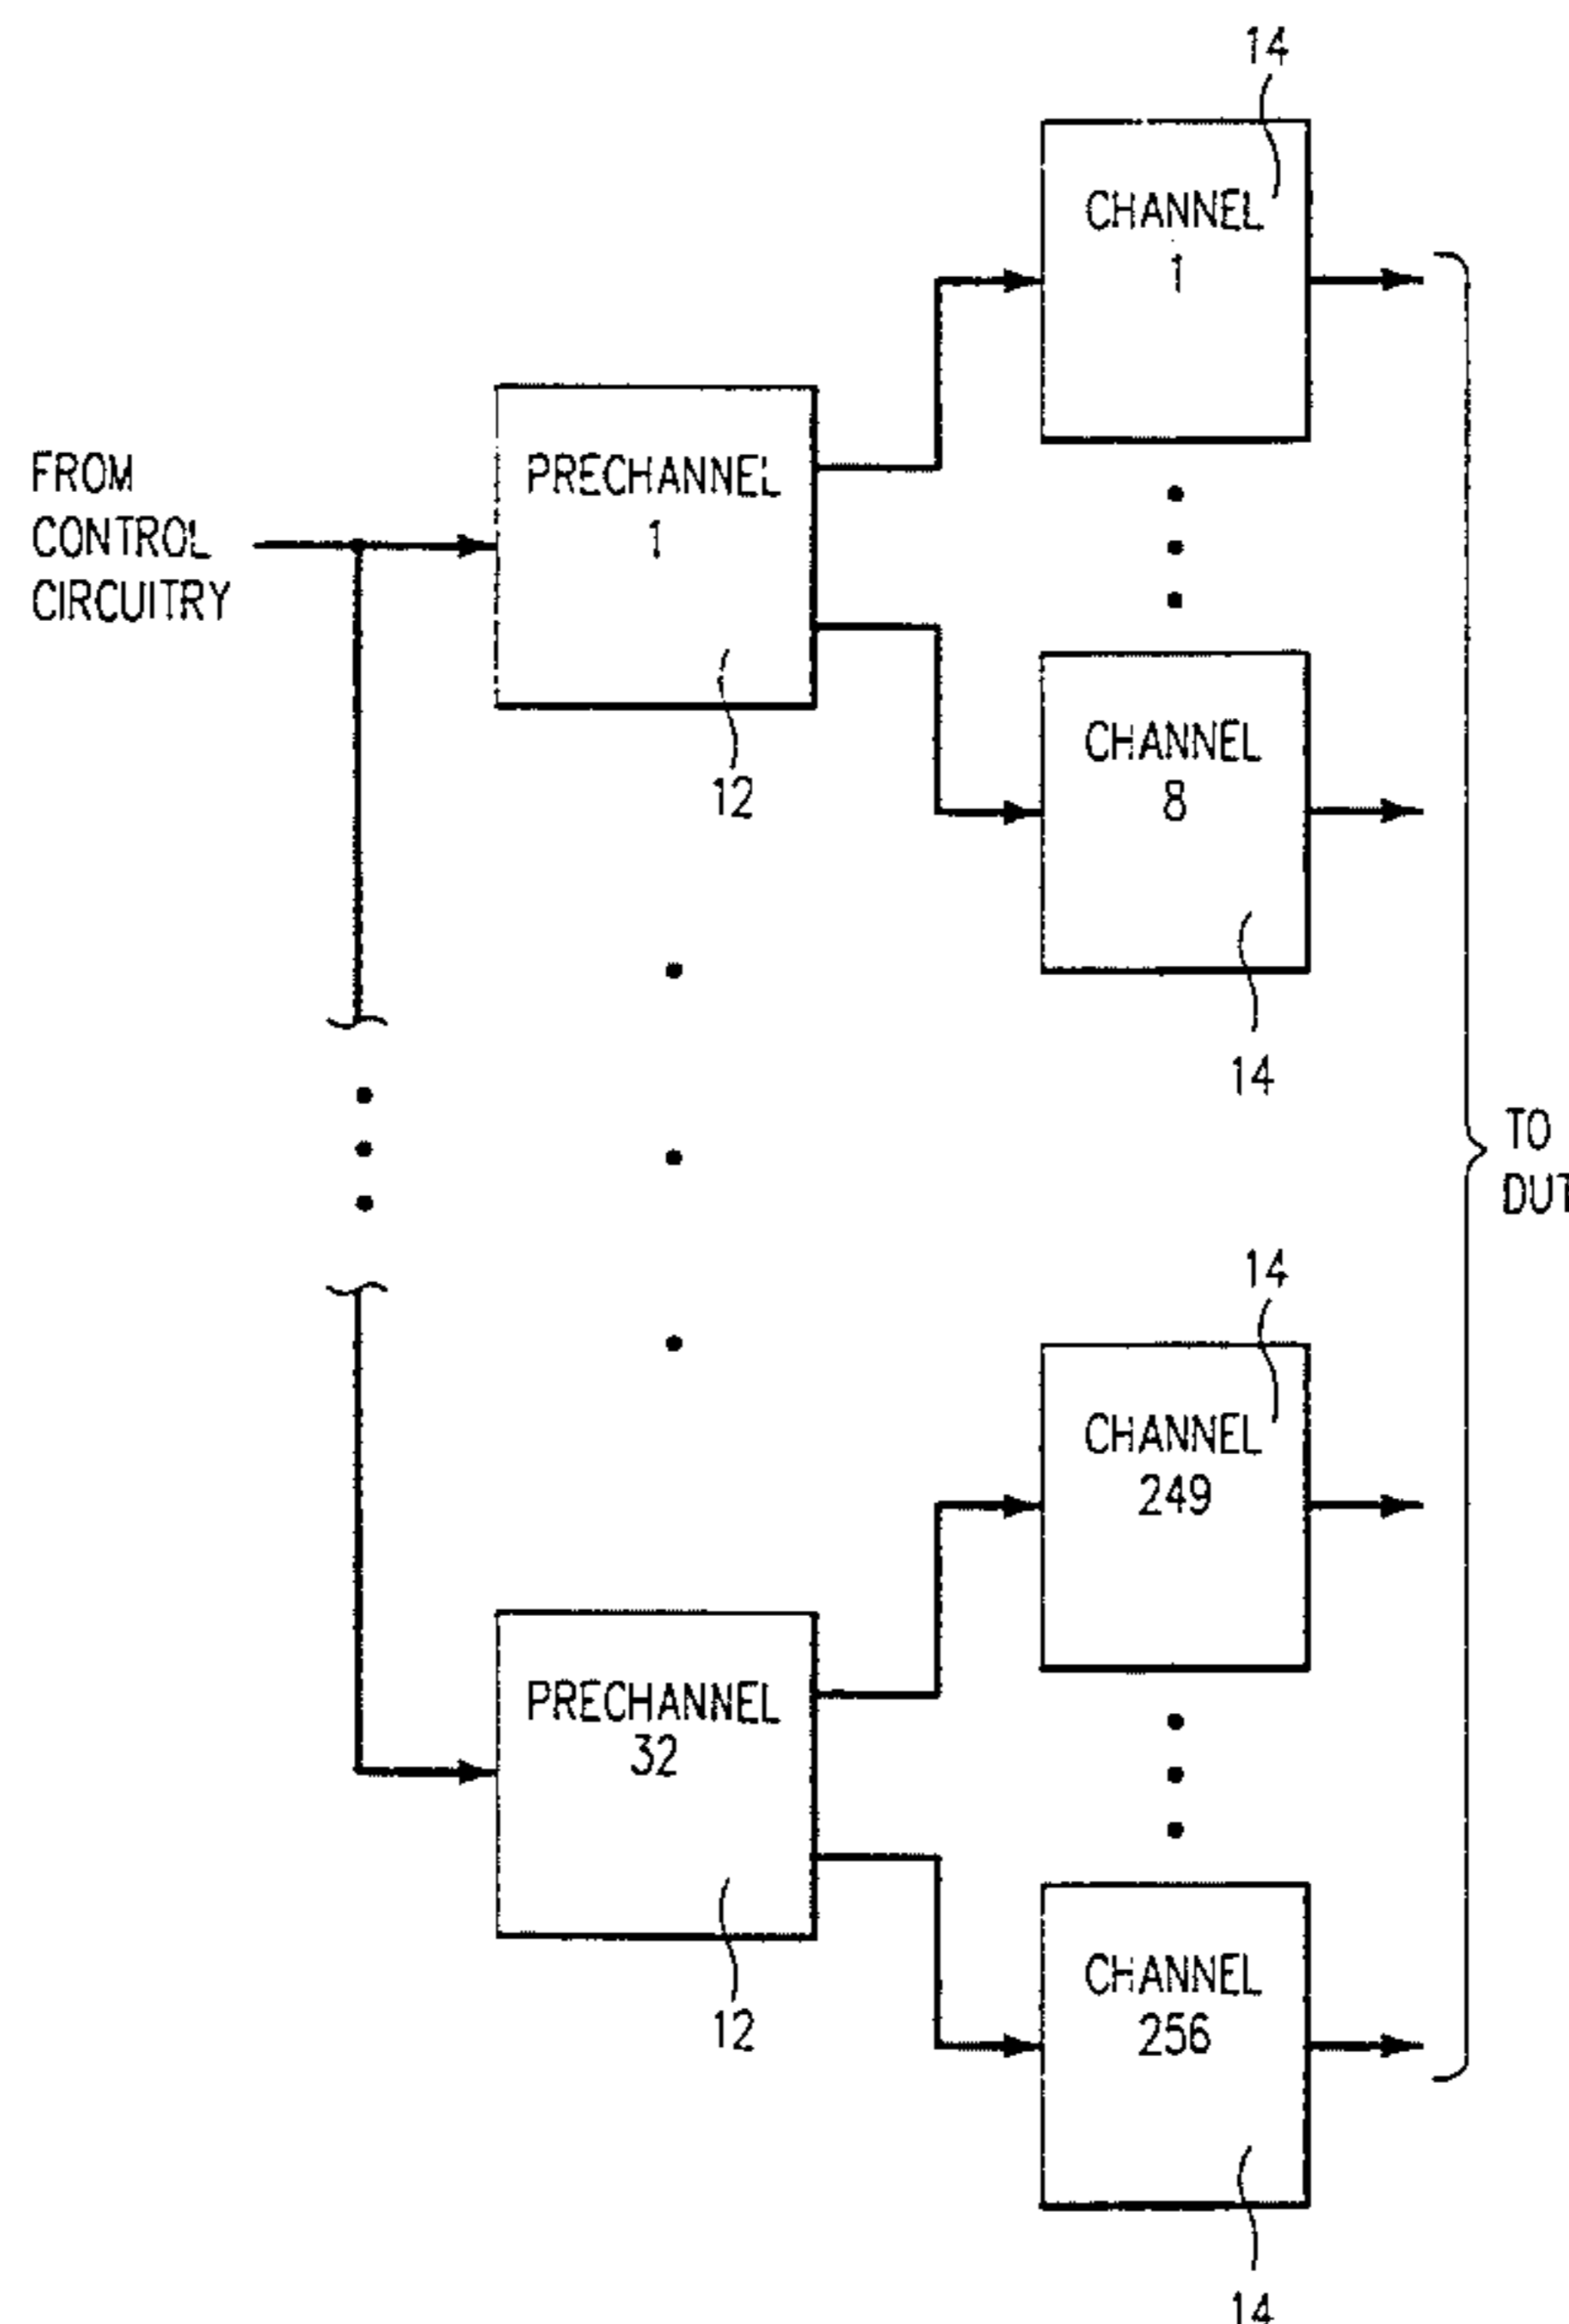 14
CHANNEL
1
FROM
CONTROL
CIRCUITRY
PRECHANNEL
1
12
CHANNEL
8
14
TO
DUT
14
CHANNEL
249
PRECHANNEL
32
12
CHANNEL
256
14